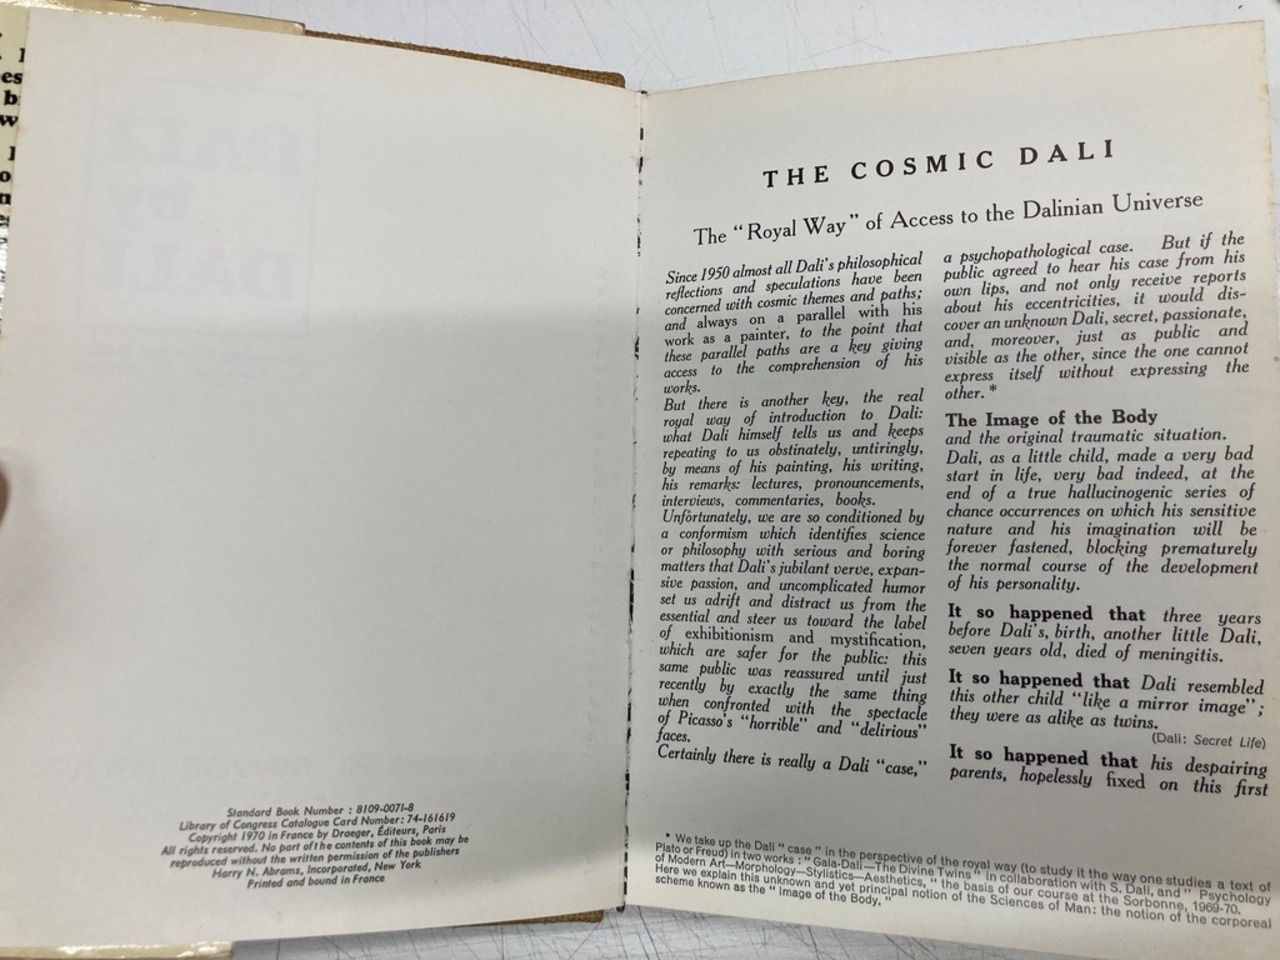 DALI
by
DALI
Standard Book Number : 8109-0071-8
Library of Congress Catalogue Card Number: 74-161619
Copyright 1970 in France by Draeger, Éditeurs, Paris
All rights reserved. No part of the contents of this book may be
reproduced without the written permission of the publishers
Harry N. Abrams, Incorporated, New York
Printed and bound in France
THE COSMIC DALI
The "Royal Way" of Access to the Dalinian Universe
Since 1950 almost all Dali's philosophical
reflections and speculations have been
concerned with cosmic themes and paths;
and always on a parallel with his
work as a painter, to the point that
these parallel paths are a key giving
access to the comprehension of his
works.
But there is another key, the real
royal way of introduction to Dali:
what Dali himself tells us and keeps
repeating to us obstinately, untiringly,
by means of his painting, his writing,
his remarks: lectures, pronouncements,
interviews, commentaries, books.
Unfortunately, we are so conditioned by
a conformism which identifies science
or philosophy with serious and boring
matters that Dali's jubilant verve, expan-
sive passion, and uncomplicated humor
set us adrift and distract us from the
essential and steer us toward the label
of exhibitionism and mystification,
which are safer for the public: this
same public was reassured until just
recently by exactly the same thing
when confronted with the spectacle
of Picasso's "horrible" and "delirious"
faces.
Certainly there is really a Dali "case,"
a psychopathological case. But if the
public agreed to hear his case from his
own lips, and not only receive reports
about his eccentricities, it would dis-
cover an unknown Dali, secret, passionate,
and, moreover, just as public and
visible as the other, since the one cannot
express itself without expressing the
other. *
The Image of the Body
and the original traumatic situation.
Dali, as a little child, made a very bad
start in life, very bad indeed, at the
end of a true hallucinogenic series of
chance occurrences on which his sensitive
nature and his imagination will be
forever fastened, blocking prematurely
the normal course of the development
of his personality.
It so happened that three years
before Dali's, birth, another little Dali,
seven years old, died of meningitis.
It so happened that Dali resembled
this other child "like a mirror image";
they were as alike as twins.
(Dali: Secret Life)
It so happened that his despairing
parents, hopelessly fixed on this first
* We take up the Dali " case " in the perspective of the royal way (to study it the way one studies a text of
Plato or Freud) in two works : " Gala-Dali—The Divine Twins " in collaboration with S. Dali, and " Psychology
of Modern Art—Morphology—Stylistics—Aesthetics, " the basis of our course at the Sorbonne, 1969-70.
Here we explain this unknown and yet principal notion of the Sciences of Man: the notion of the corporeal
scheme known as the " Image of the Body. "